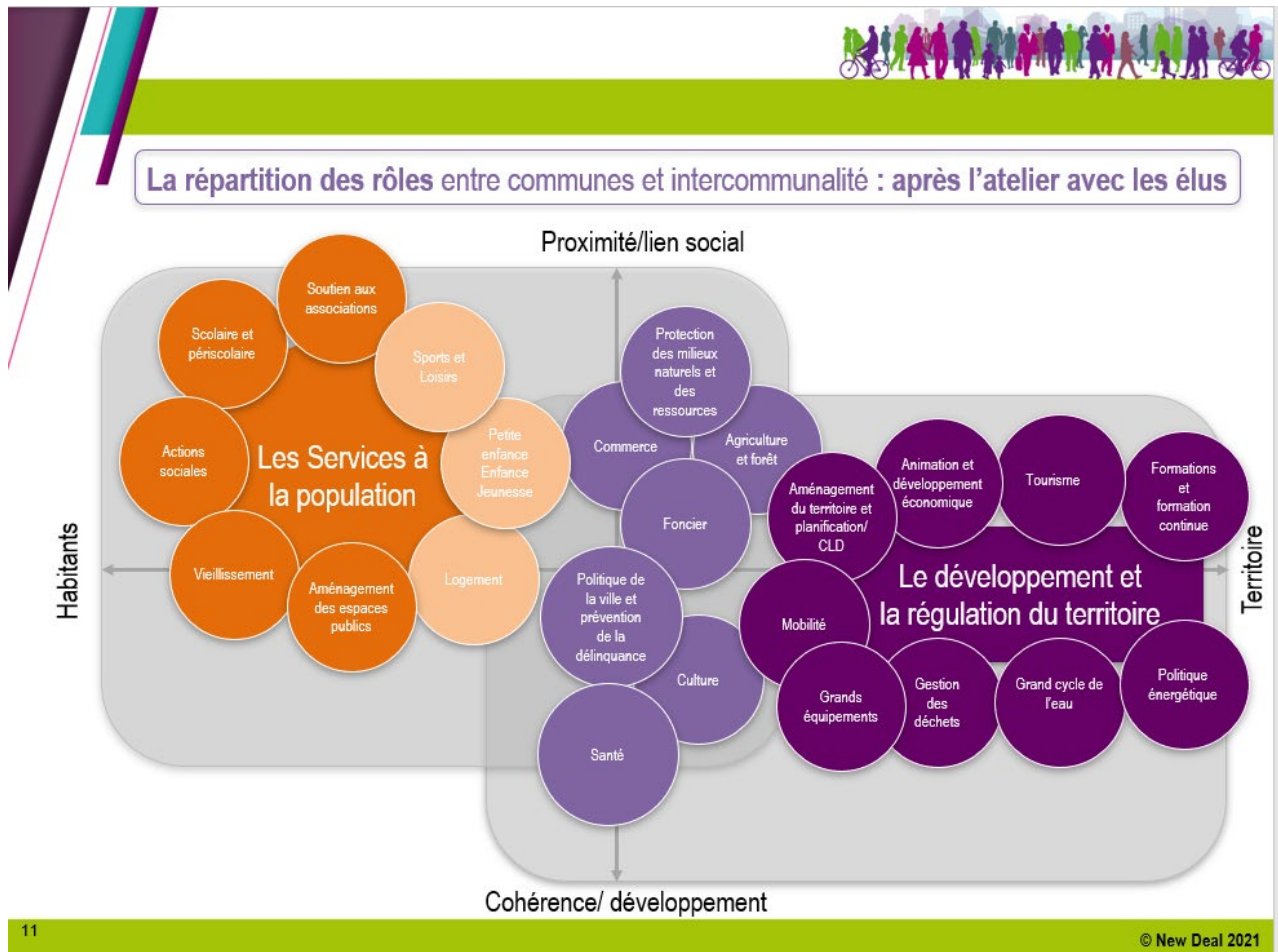 La répartition des rôles entre communes et intercommunalité : après l'atelier avec les élus
Proximité/lien social
Soutien aux
associations
Scolaire et
périscolaire
Sports et
Loisirs
Actions
sociales
Les Services à
la population
Petite
enfance
Enfance
Jeunesse
Vieillissement
Aménagement
des espaces
publics
Logement
Habitants
Protection
des milieux
naturels et
des
ressources
Commerce
Agriculture
et forêt
Foncier
Politique de
la ville et
prévention
de la
délinquance
Culture
Santé
Aménagement
du territoire et
planification/
CLD
Animation et
développement
économique
Tourisme
Formations
et
formation
continue
Le développement et
la régulation du territoire
Mobilité
Grands
équipements
Gestion
des
déchets
Grand cycle de
l'eau
Politique
énergétique
Territoire
Cohérence/ développement
11
© New Deal 2021